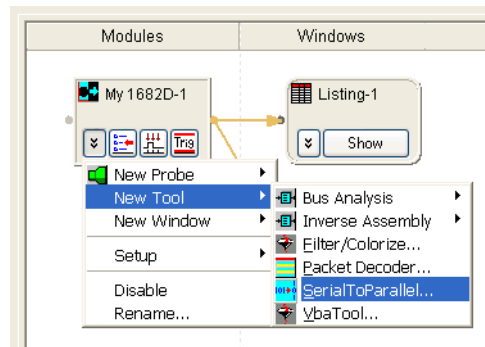 Modules Windows
My 1682D-1 Listing-1
Trig Show
New Probe
New Tool Bus Analysis
New Window Inverse Assembly
Filter/Colorize...
Setup Packet Decoder...
Disable SerialToParallel...
Rename... VbaTool...